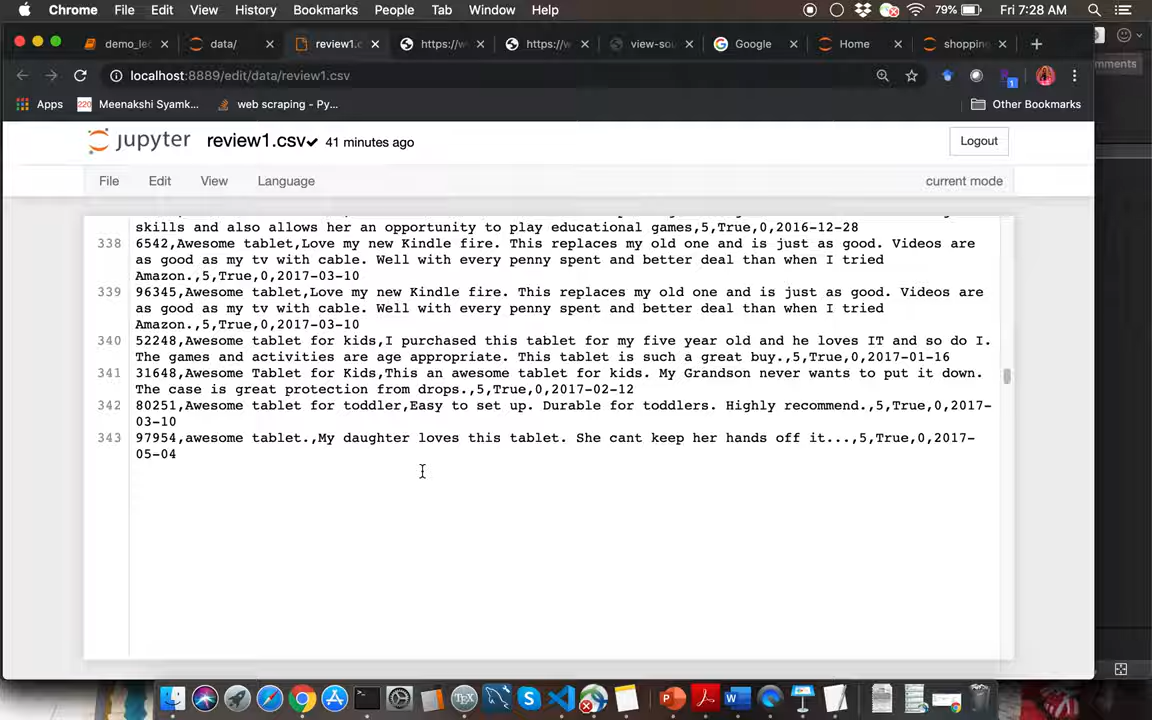 Chrome File Edit View History Bookmarks People Tab Window Help 79% Fri 7:28 AM
demo_lec data/ review1.c https://w https://w view-sou Google Home shopping
localhost:8889/edit/data/review1.csv
mments
Apps Meenakshi Syamk... web scraping - Py... Other Bookmarks
jupyter review1.csv✔ 41 minutes ago Logout
File Edit View Language current mode
skills and also allows her an opportunity to play educational games,5,True,0,2016-12-28
338 6542,Awesome tablet,Love my new Kindle fire. This replaces my old one and is just as good. Videos are
as good as my tv with cable. Well with every penny spent and better deal than when I tried
Amazon.,5,True,0,2017-03-10
339 96345,Awesome tablet,Love my new Kindle fire. This replaces my old one and is just as good. Videos are
as good as my tv with cable. Well with every penny spent and better deal than when I tried
Amazon.,5,True,0,2017-03-10
340 52248,Awesome tablet for kids,I purchased this tablet for my five year old and he loves IT and so do I.
The games and activities are age appropriate. This tablet is such a great buy.,5,True,0,2017-01-16
341 31648,Awesome Tablet for Kids,This an awesome tablet for kids. My Grandson never wants to put it down.
The case is great protection from drops.,5,True,0,2017-02-12
342 80251,Awesome tablet for toddler,Easy to set up. Durable for toddlers. Highly recommend.,5,True,0,2017-
03-10
343 97954,awesome tablet.,My daughter loves this tablet. She cant keep her hands off it...,5,True,0,2017-
05-04